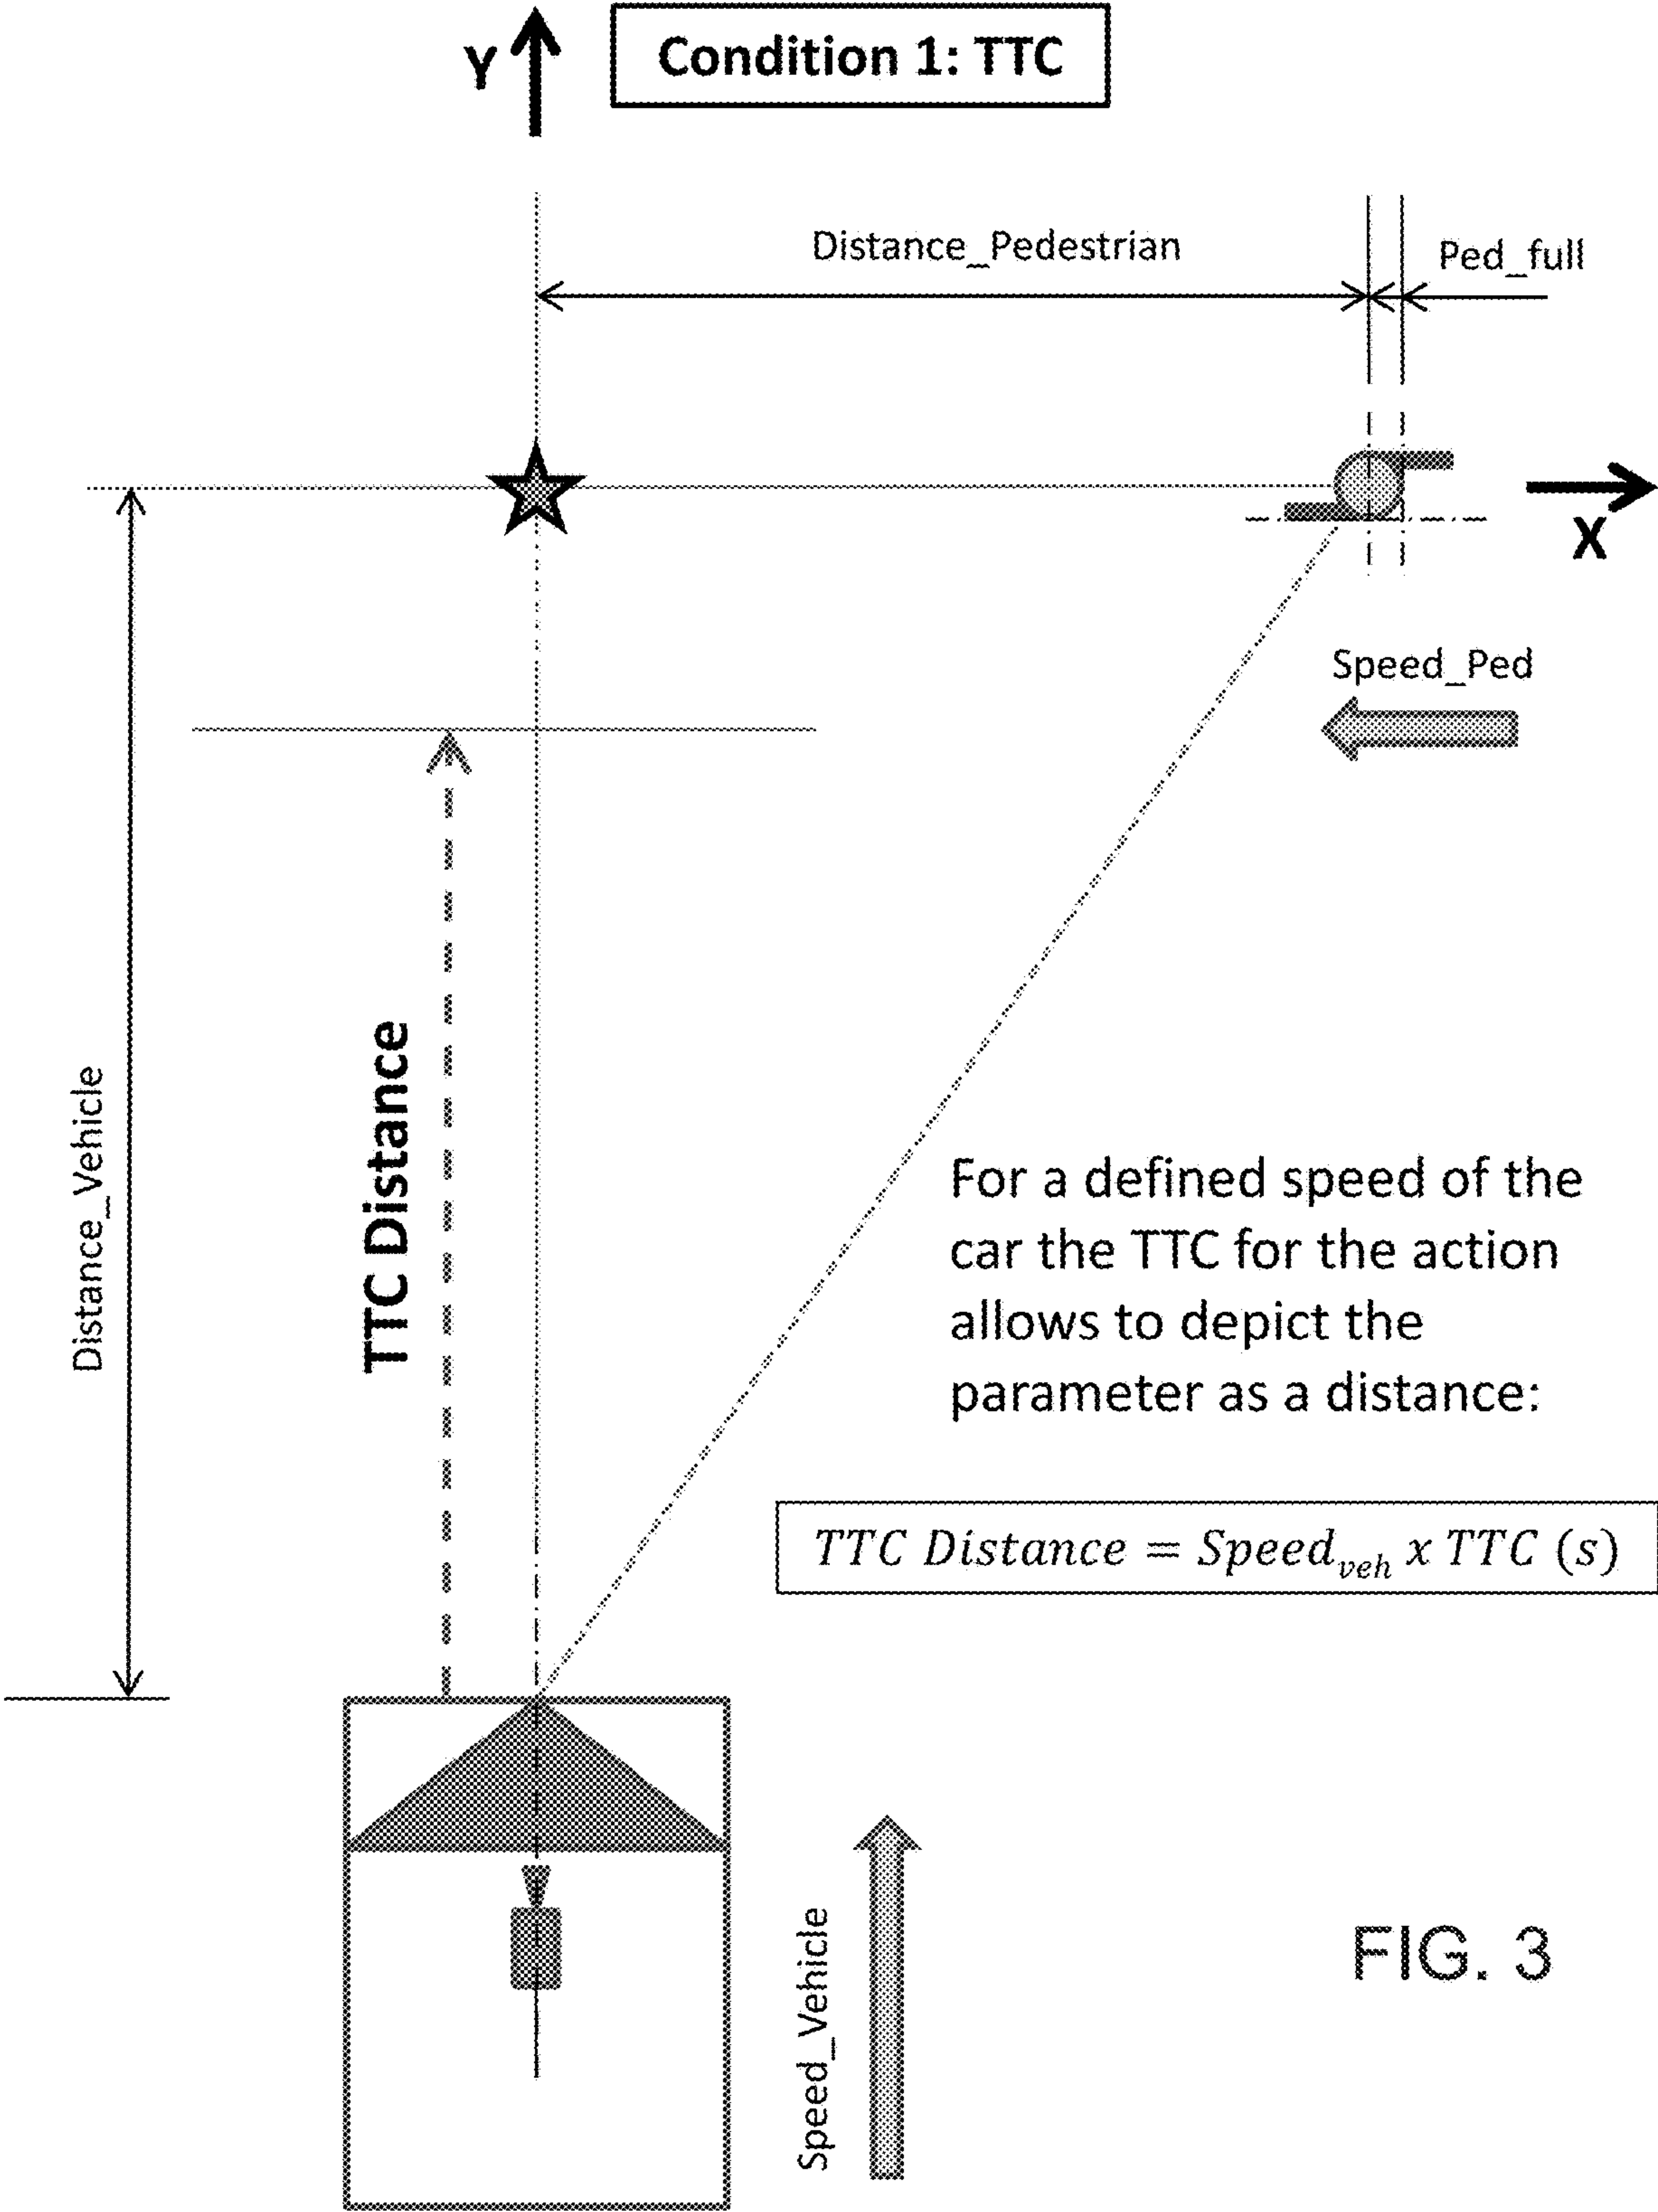 Y
Condition 1: TTC
Distance_Pedestrian
Ped_full
X
Speed_Ped
Distance_Vehicle
TTC Distance
For a defined speed of the
car the TTC for the action
allows to depict the
parameter as a distance:
TTC Distance = Speed_veh x TTC (s)
Speed_Vehicle
FIG. 3